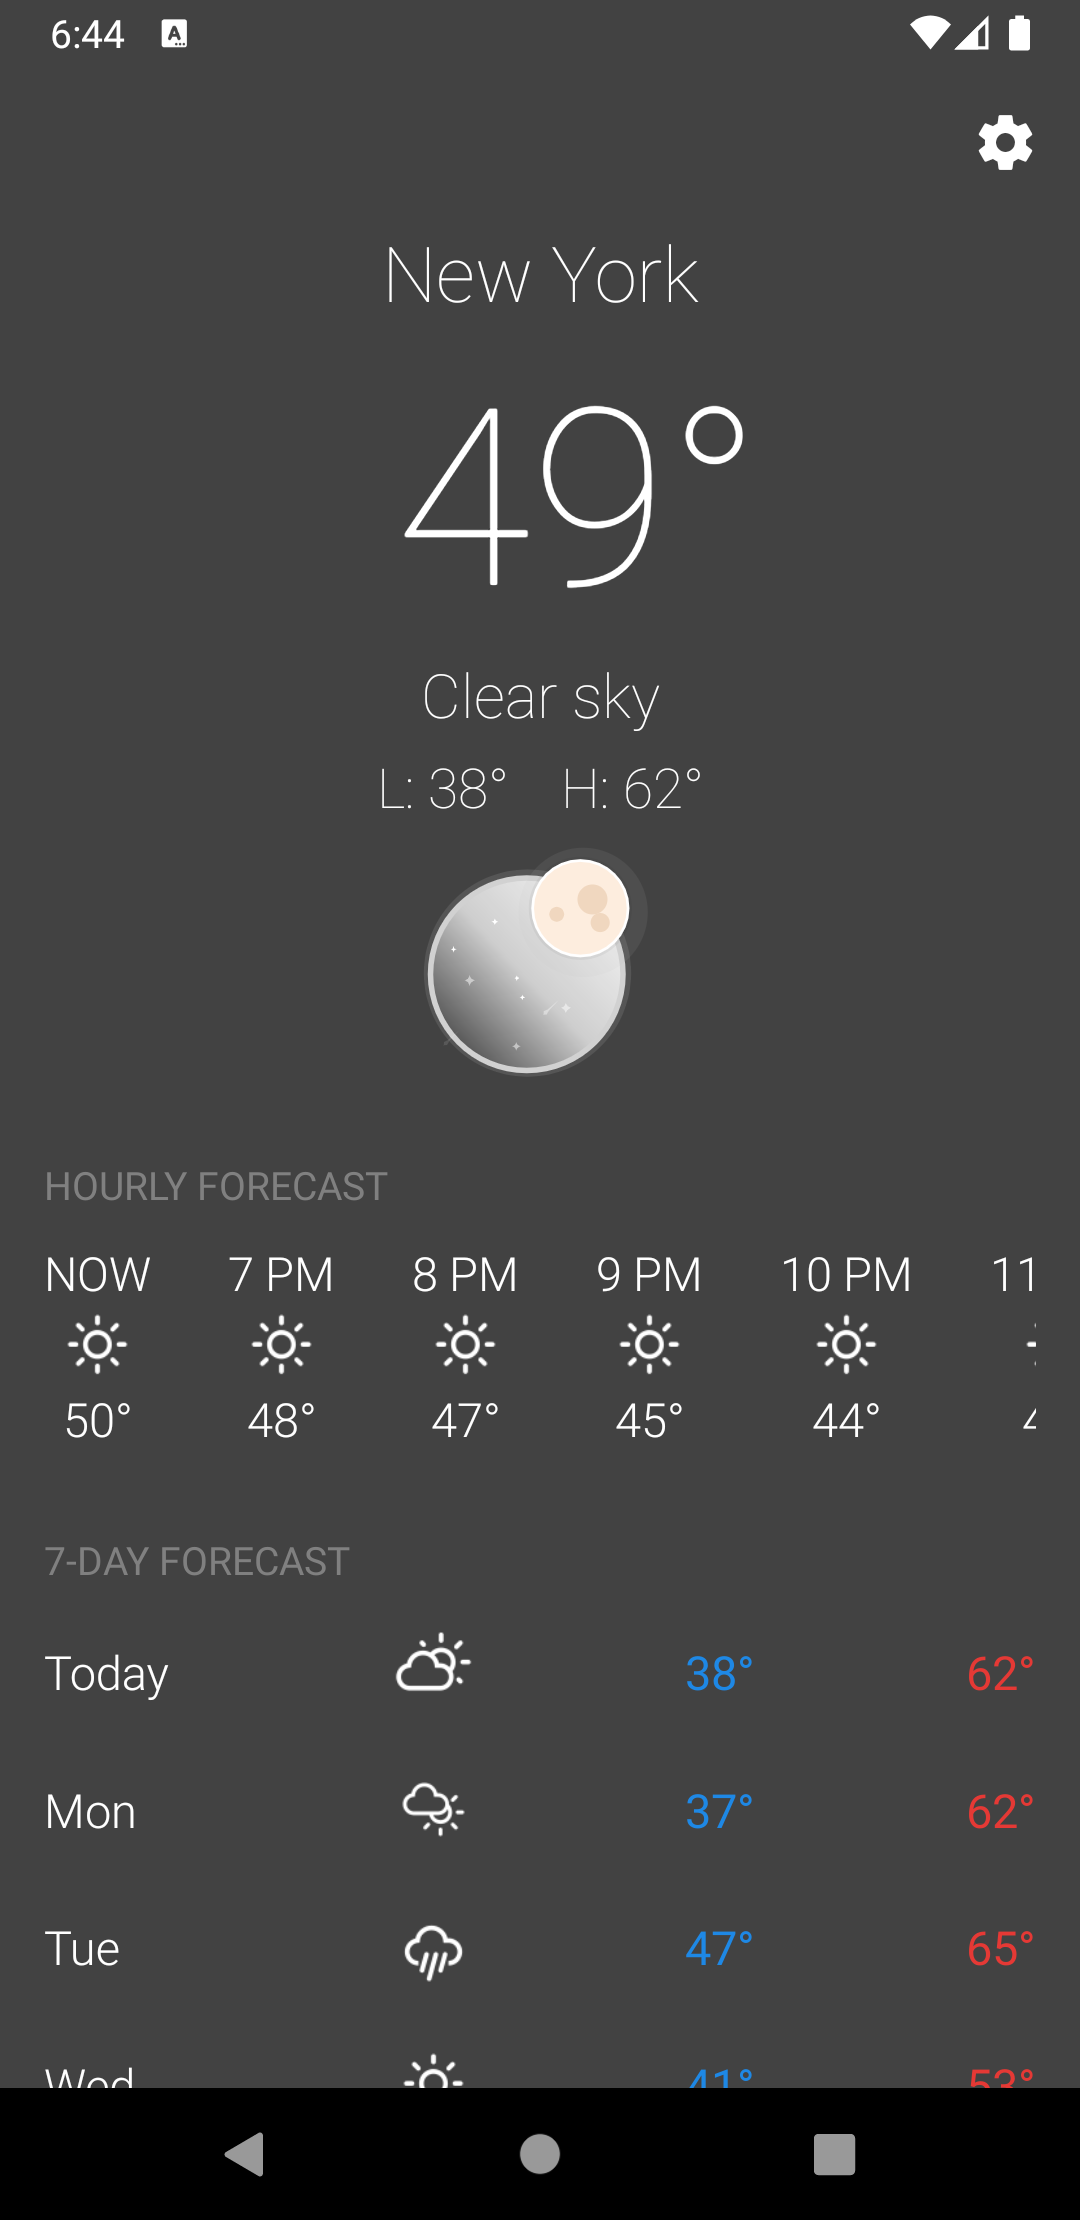 6:44
New York
49°
Clear sky
L: 38° H: 62°
HOURLY FORECAST
NOW 7 PM 8 PM 9 PM 10 PM 11
50° 48° 47° 45° 44° 4
7-DAY FORECAST
Today 38° 62°
Mon 37° 62°
Tue 47° 65°
Wed 41° 53°